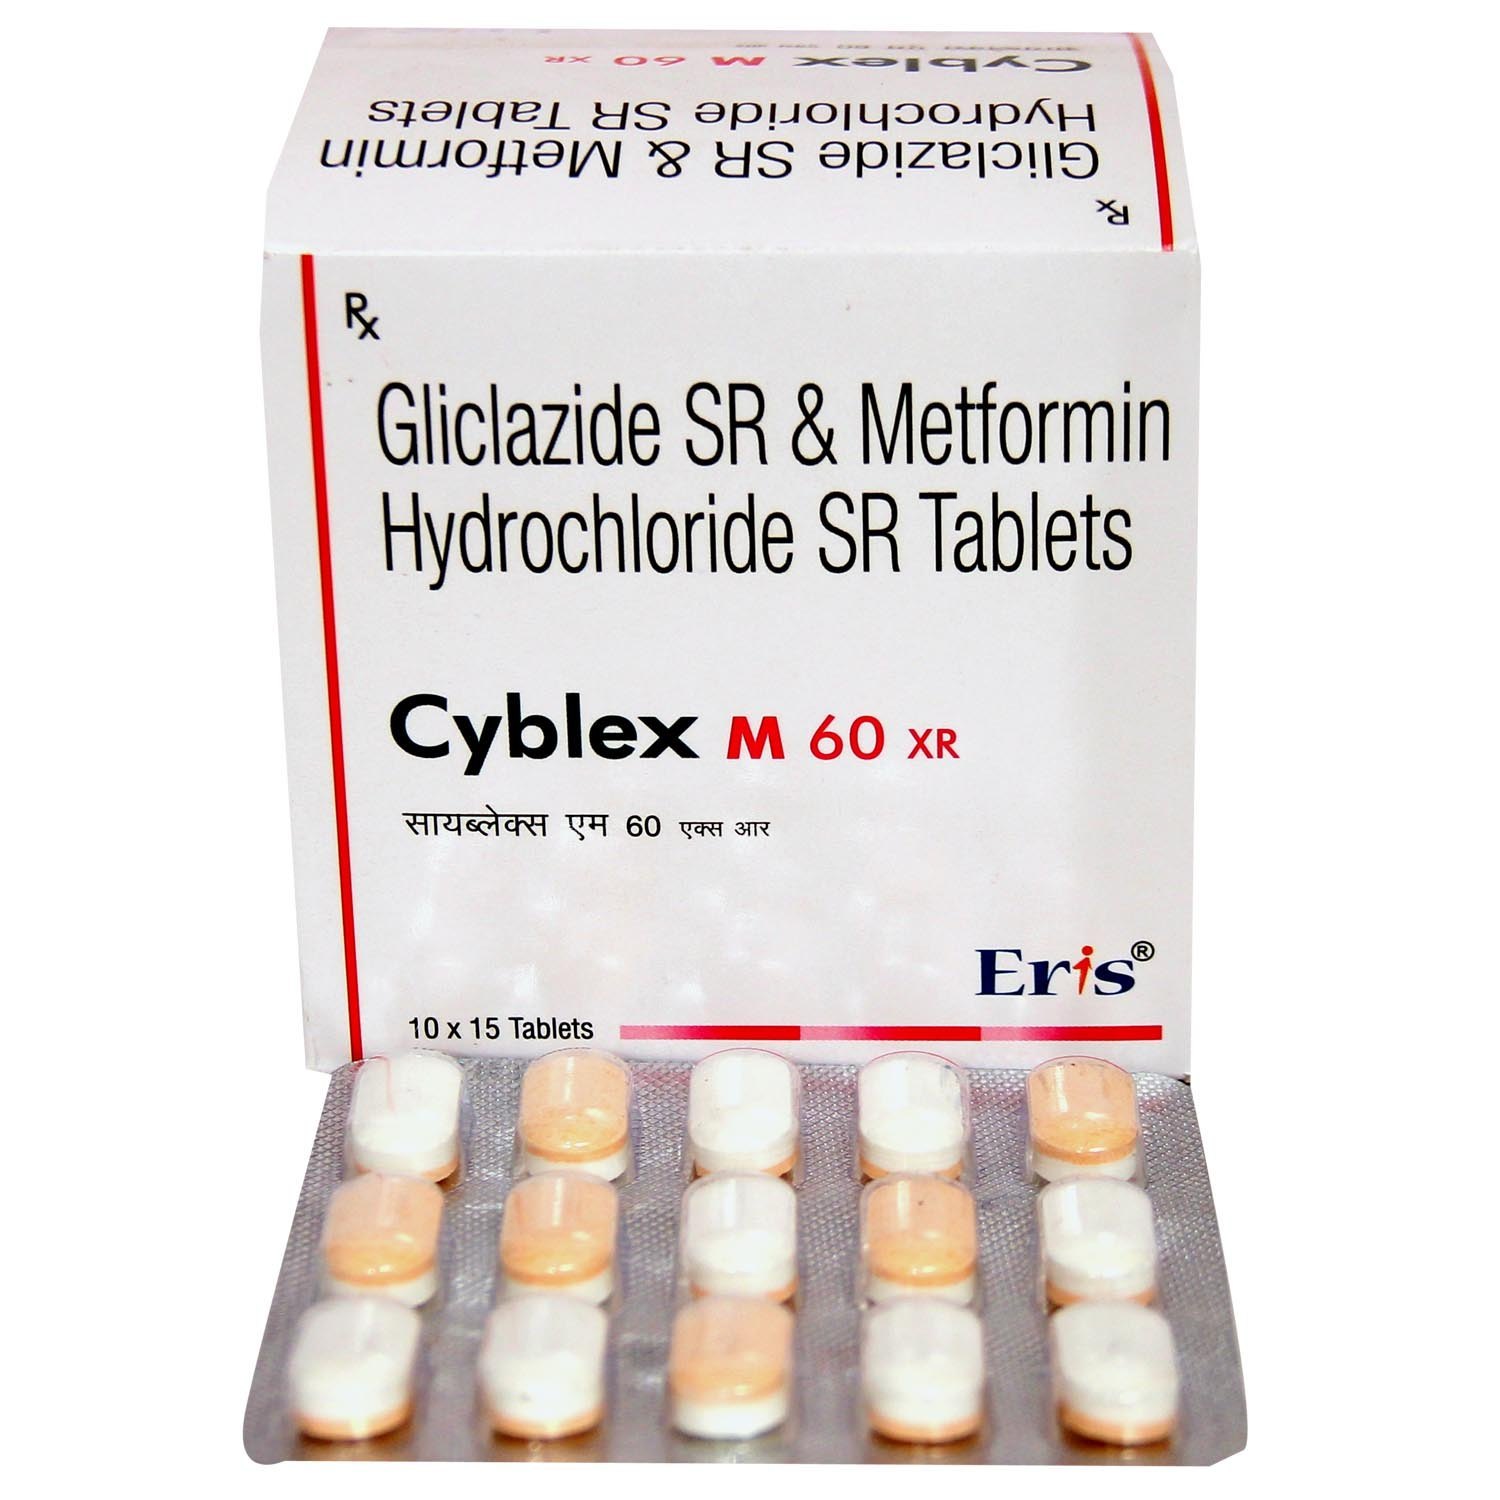 Cyblex M 60 XR
Hydrochloride SR Tablets
Gliclazide SR & Metformin
Rx
Rx
Gliclazide SR & Metformin
Hydrochloride SR Tablets
Cyblex M 60 XR
सायब्लेक्स एम 60 एक्स आर
Eris®
10 x 15 Tablets